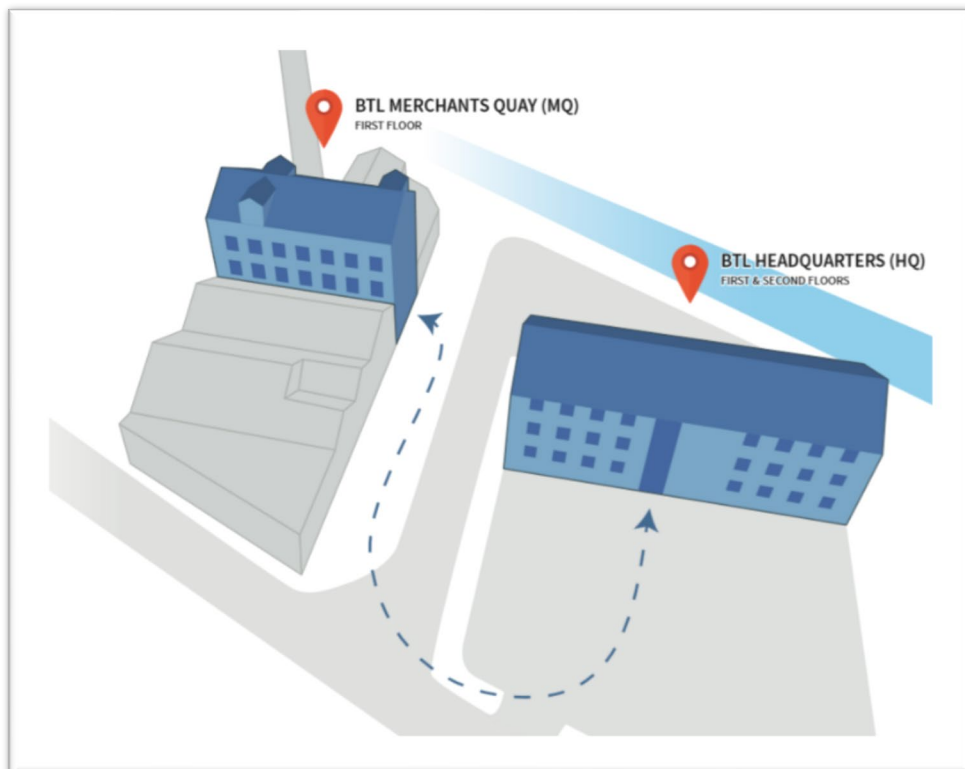 BTL MERCHANTS QUAY (MQ)
FIRST FLOOR
BTL HEADQUARTERS (HQ)
FIRST & SECOND FLOORS